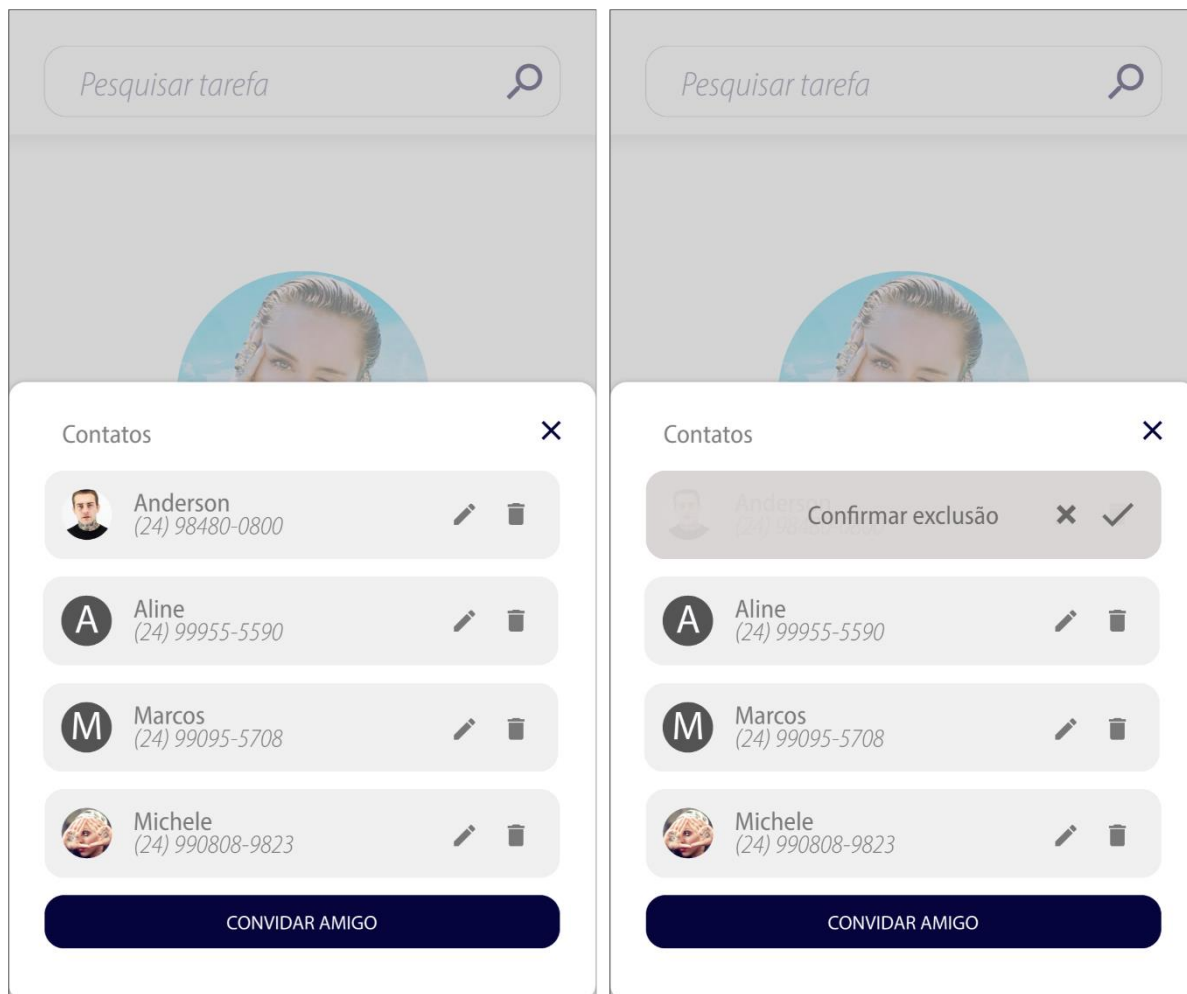 Pesquisar tarefa
Contatos
Anderson
(24) 98480-0800
A
Aline
(24) 99955-5590
M
Marcos
(24) 99095-5708
Michele
(24) 990808-9823
CONVIDAR AMIGO
Pesquisar tarefa
Contatos
Anderson
Confirmar exclusão
A
Aline
(24) 99955-5590
M
Marcos
(24) 99095-5708
Michele
(24) 990808-9823
CONVIDAR AMIGO